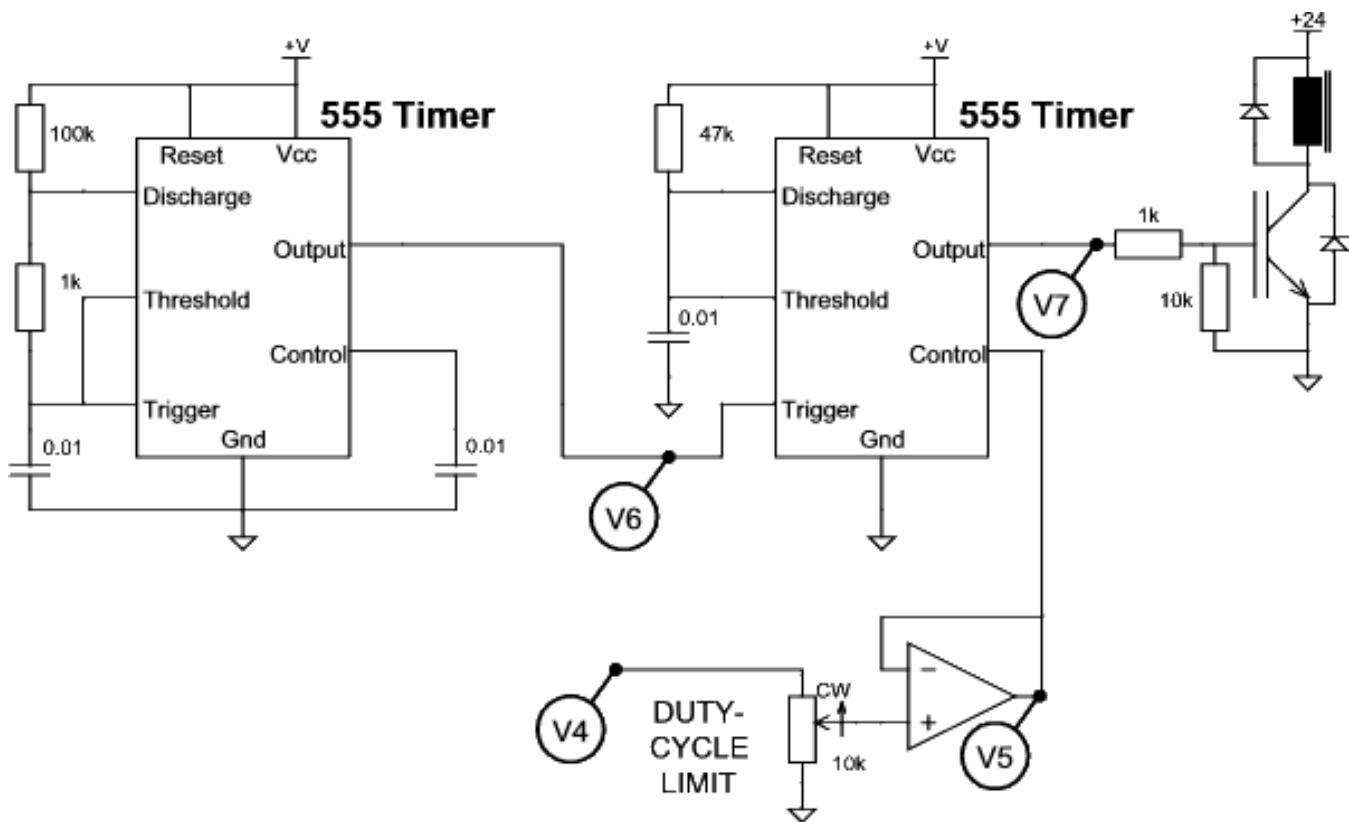 +V
555 Timer
100k
Reset
Vcc
Discharge
Output
1k
Threshold
Control
Trigger
Gnd
0.01
0.01
V6
+V
555 Timer
47k
Reset
Vcc
Discharge
Output
Threshold
0.01
Control
Trigger
Gnd
+24
1k
V7
10k
V4
DUTY-
CYCLE
LIMIT
CW
10k
−
+
V5